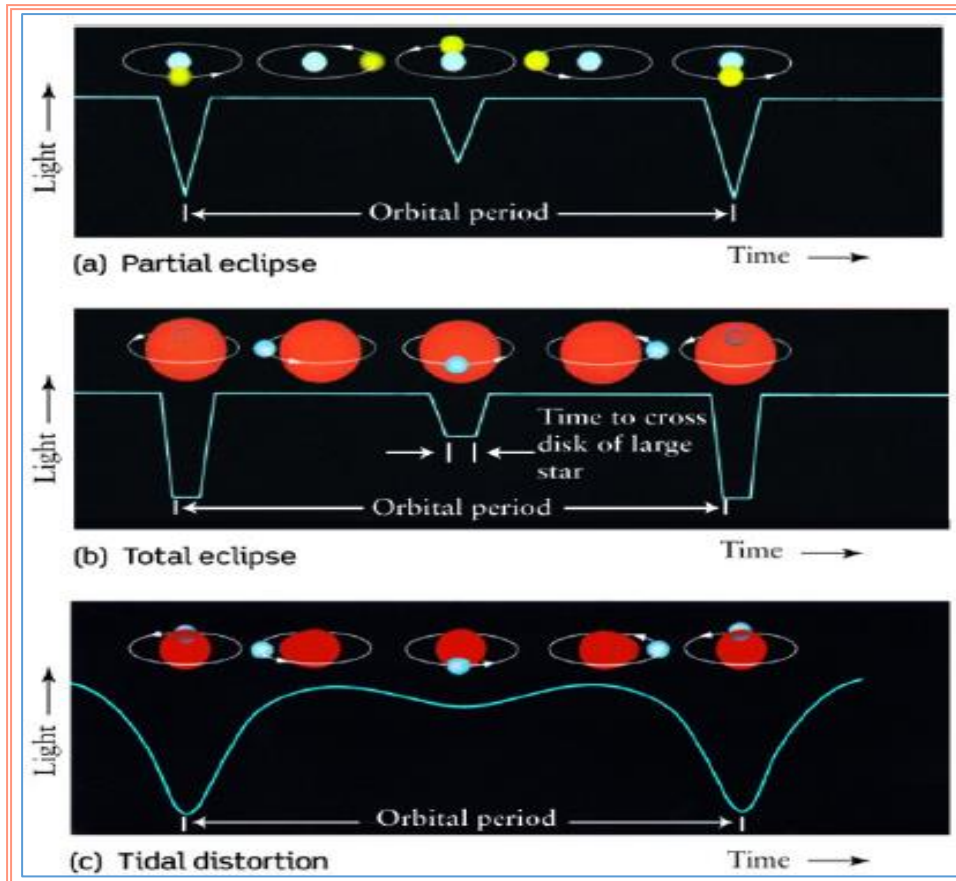 Light
Orbital period
Time
(a) Partial eclipse
Light
Time to cross
disk of large
star
Orbital period
Time
(b) Total eclipse
Light
Orbital period
Time
(c) Tidal distortion